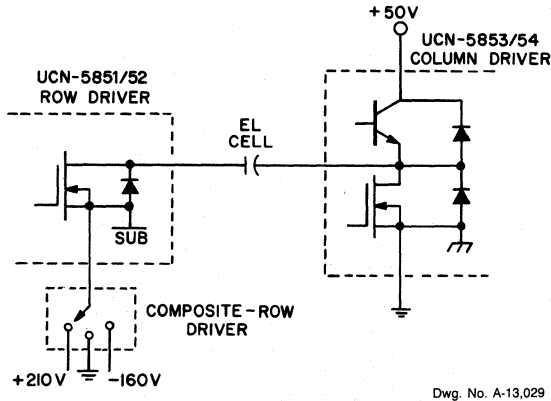 +50V
UCN-5853/54
COLUMN DRIVER
UCN-5851/52
ROW DRIVER
EL
CELL
SUB
COMPOSITE-ROW
DRIVER
+210V
-160V
Dwg. No. A-13,029